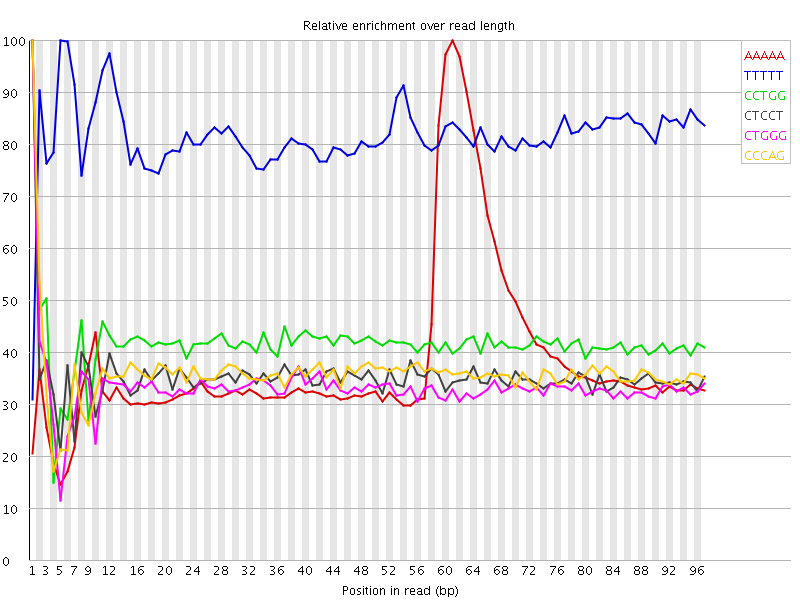 Relative enrichment over read length
100
90
80
70
60
50
40
30
20
10
0
AAAAA
TTTTT
CCTGG
CTCCT
CTGGG
CCCAG
1 3 5 7 9 12 16 20 24 28 32 36 40 44 48 52 56 60 64 68 72 76 80 84 88 92 96
Position in read (bp)